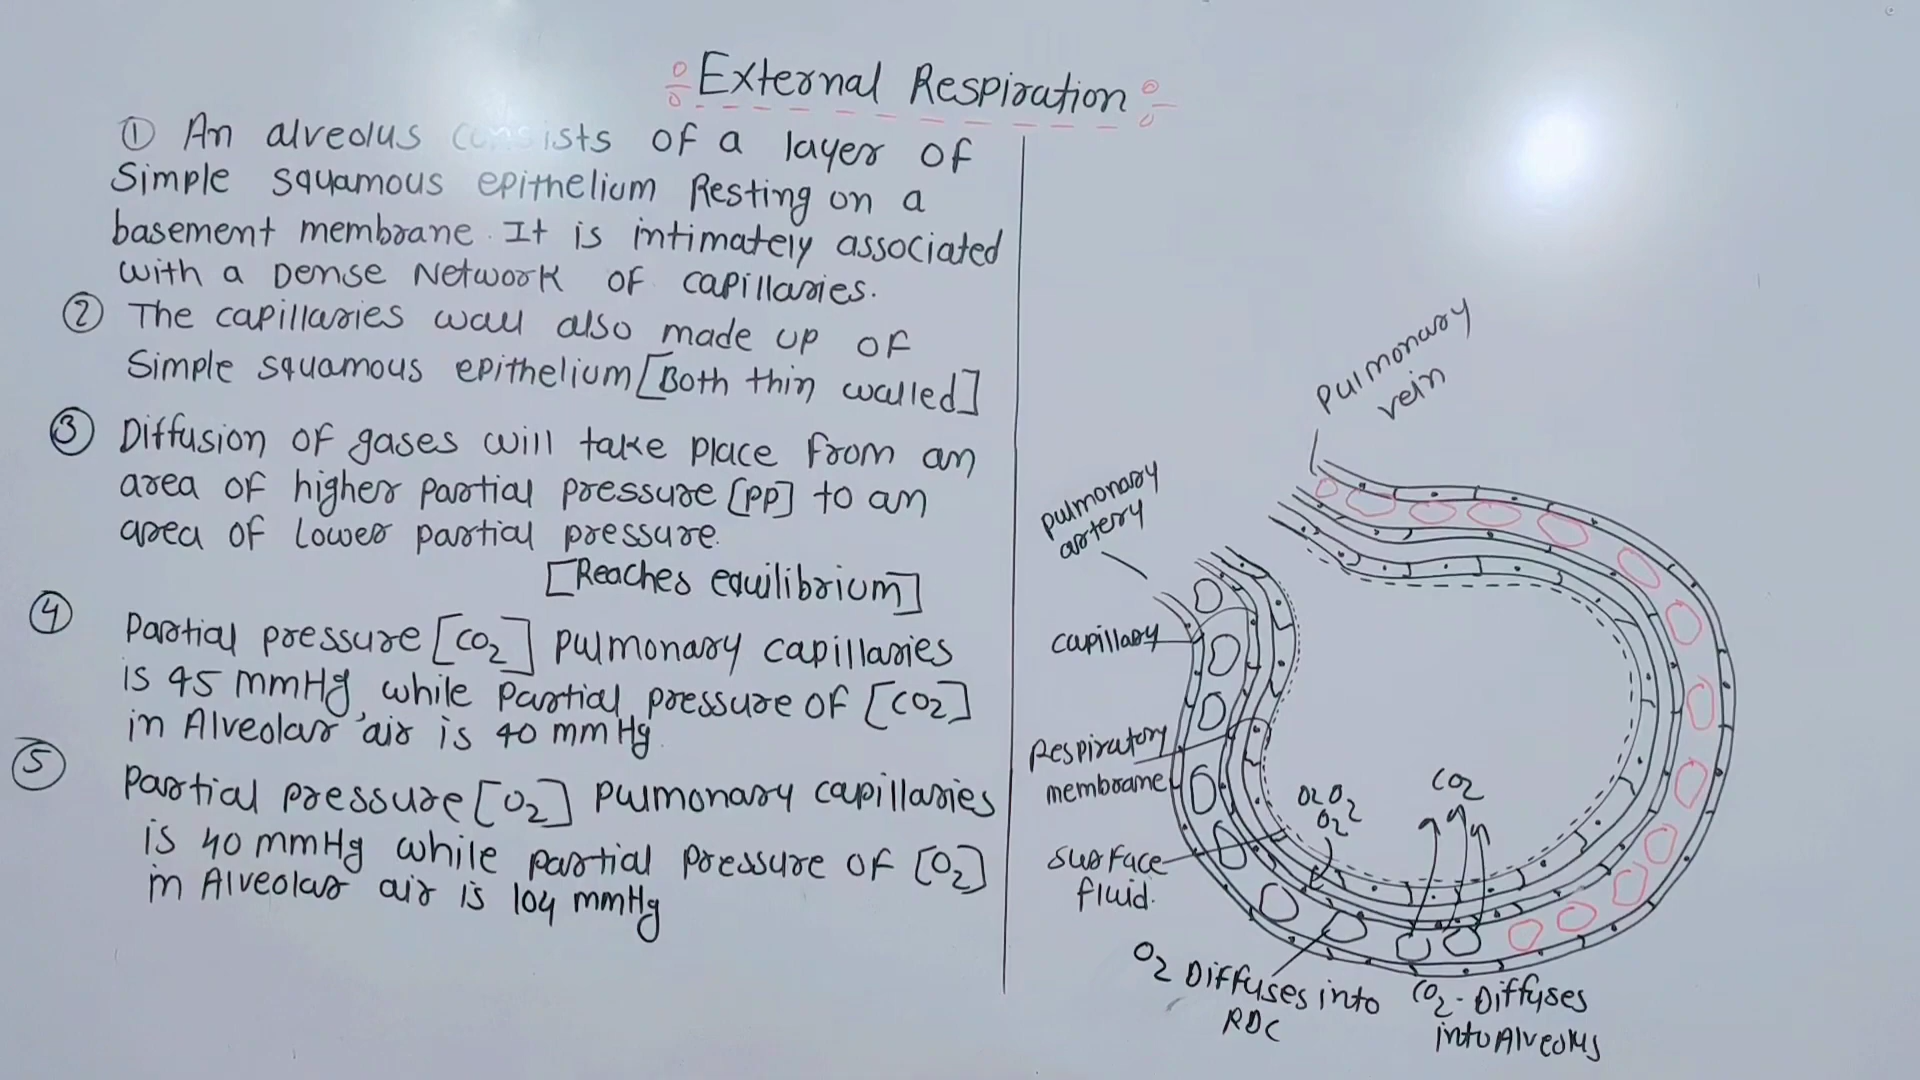 External Respiration
① An alveolus consists of a layer of
Simple squamous epithelium Resting on a
basement membrane. It is intimately associated
with a Dense Network of capillaries.
② The capillaries wall also made up of
Simple squamous epithelium [Both thin walled]
③ Diffusion of gases will take place from an
area of higher partial pressure [PP] to an
area of lower partial pressure.
[Reaches equilibrium]
④ Partial pressure [CO2] pulmonary capillaries
is 45 mmHg, while partial pressure of [CO2]
in Alveolar air is 40 mmHg.
⑤ Partial pressure [O2] pulmonary capillaries
is 40 mmHg while partial pressure of [O2]
in Alveolar air is 104 mmHg
pulmonary
vein
pulmonary
artery
capillary
Respiratory
membrane
surface
fluid.
O2 O2
O2
CO2
O2 Diffuses into
RDC
CO2 - Diffuses
into Alveolus